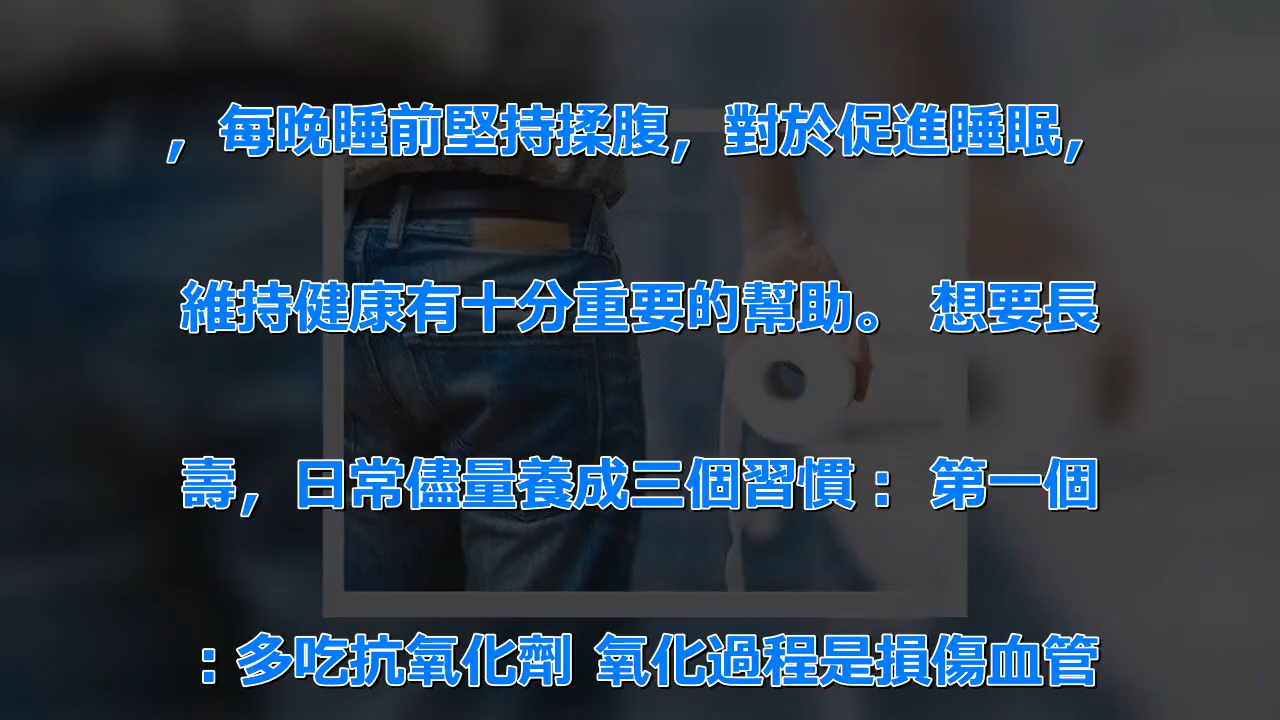 ，每晚睡前堅持揉腹，對於促進睡眠，
維持健康有十分重要的幫助。 想要長
壽，日常儘量養成三個習慣： 第一個
：多吃抗氧化劑 氧化過程是損傷血管